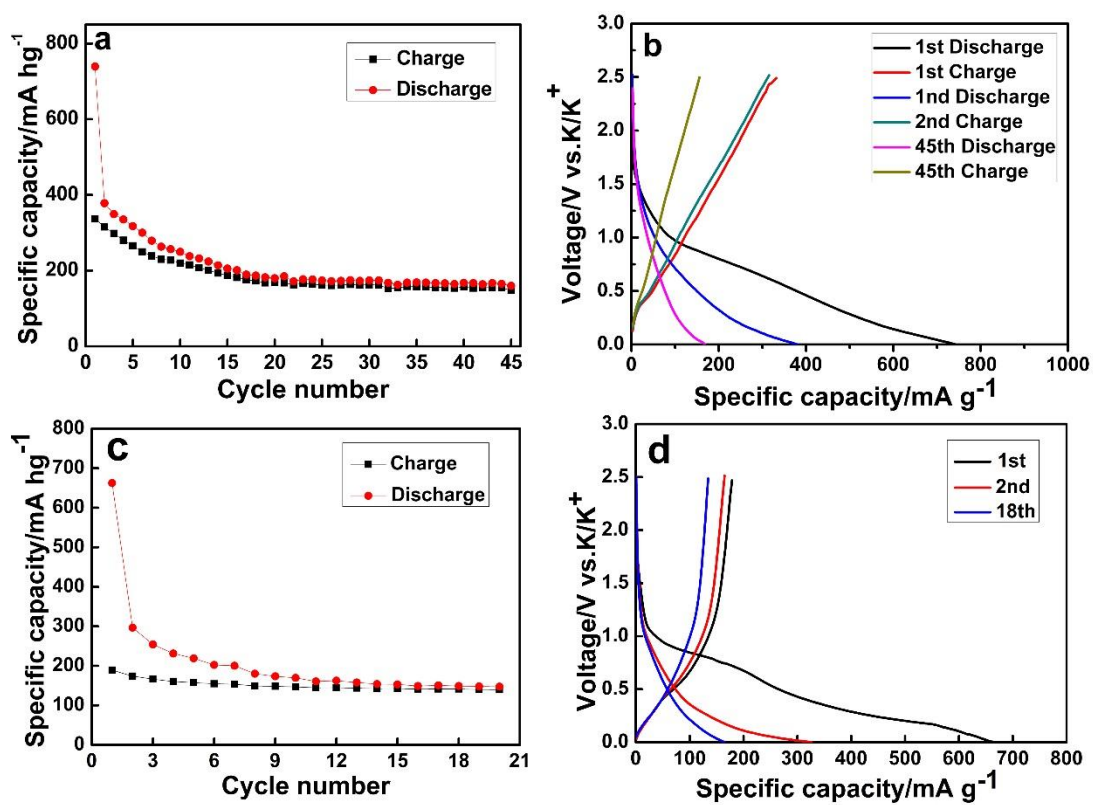 a
Charge
Discharge
800
600
400
200
0
Specific capacity/mA hg-1
0 5 10 15 20 25 30 35 40 45
Cycle number
b
1st Discharge
1st Charge
1nd Discharge
2nd Charge
45th Discharge
45th Charge
3.0
2.5
2.0
1.5
1.0
0.5
0.0
Voltage/V vs.K/K+
0 200 400 600 800 1000
Specific capacity/mA g-1
c
Charge
Discharge
800
700
600
500
400
300
200
100
0
Specific capacity/mA hg-1
0 3 6 9 12 15 18 21
Cycle number
d
1st
2nd
18th
3.0
2.5
2.0
1.5
1.0
0.5
0.0
Voltage/V vs.K/K+
0 100 200 300 400 500 600 700 800
Specific capacity/mA g-1